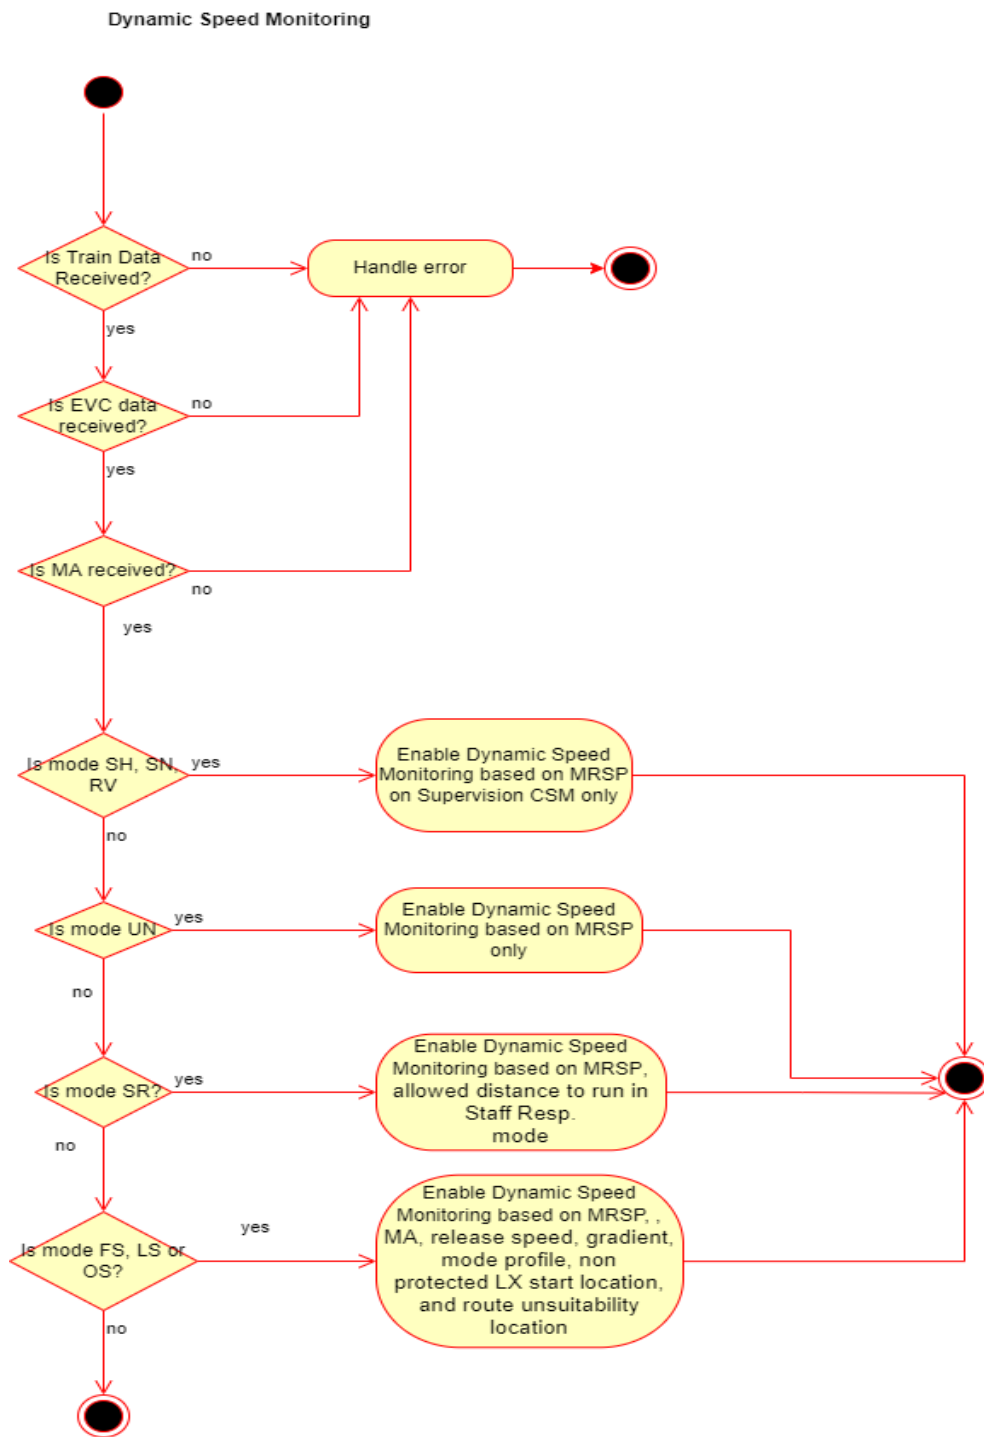 Dynamic Speed Monitoring
Is Train Data
Received?
no
Handle error
yes
Is EVC data
received?
no
yes
Is MA received?
no
yes
Is mode SH, SN,
RV
yes
Enable Dynamic Speed
Monitoring based on MRSP
on Supervision CSM only
no
Is mode UN
yes
Enable Dynamic Speed
Monitoring based on MRSP
only
no
Is mode SR?
yes
Enable Dynamic Speed
Monitoring based on MRSP,
allowed distance to run in
Staff Resp.
mode
no
Is mode FS, LS or
OS?
yes
Enable Dynamic Speed
Monitoring based on MRSP, ,
MA, release speed, gradient,
mode profile, non
protected LX start location,
and route unsuitability
location
no